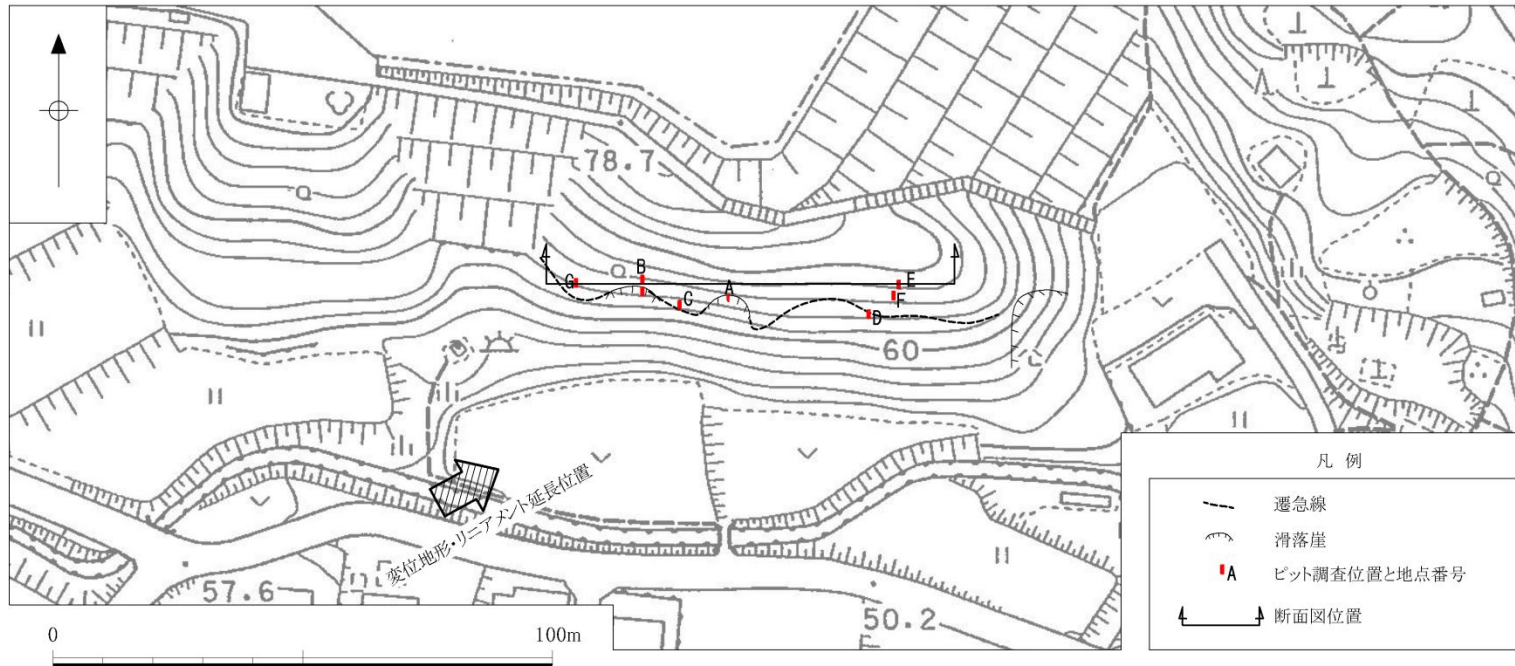 78.7
B
G
E
A
F
C
D
60
変位地形・リニアメント延長位置
57.6
50.2
凡 例
遷急線
滑落崖
A ピット調査位置と地点番号
断面図位置
0 100m